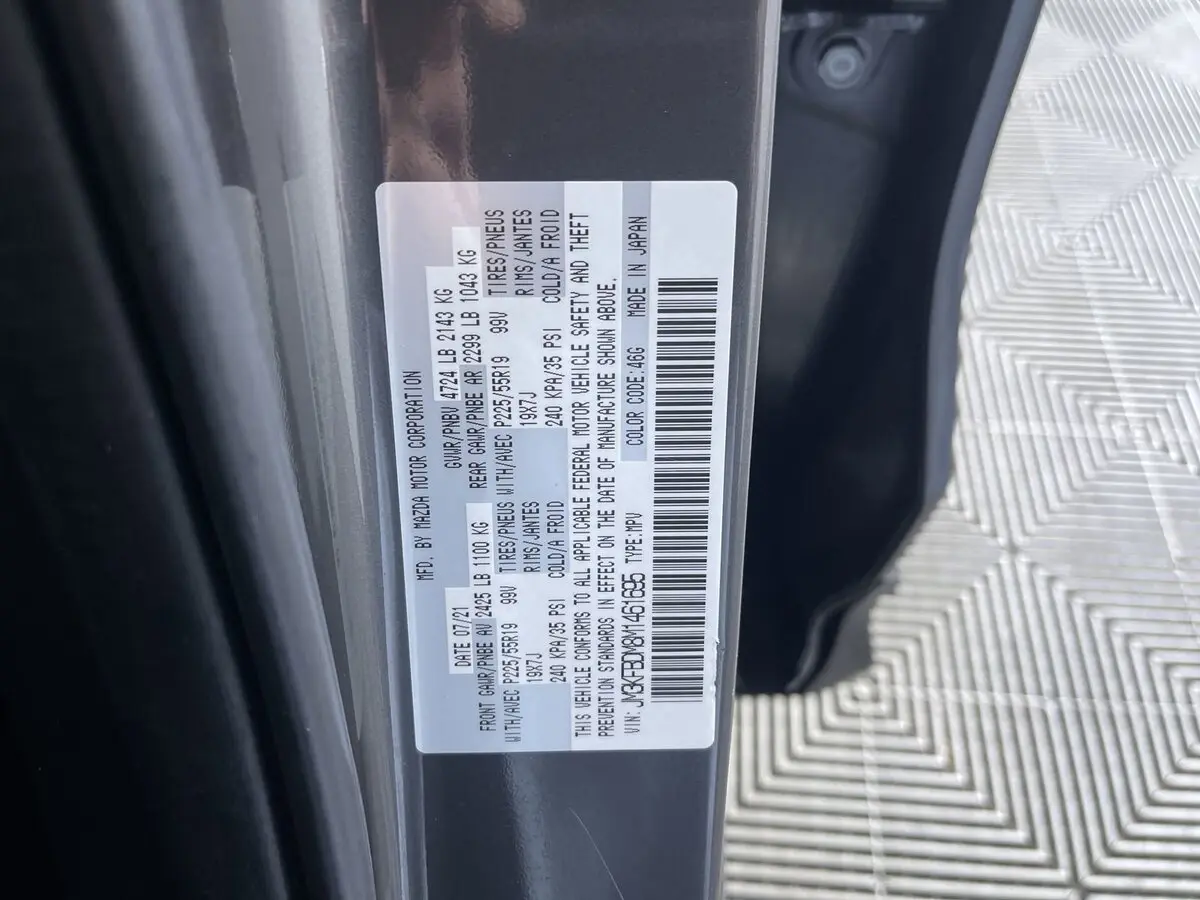 MFD. BY MAZDA MOTOR CORPORATION
DATE 07/21 GVWR/PNBV 4724 LB 2143 KG
FRONT GAWR/PNBE AV 2425 LB 1100 KG REAR GAWR/PNBE AR 2299 LB 1043 KG
WITH/AVEC P225/55R19 99V TIRES/PNEUS WITH/AVEC P225/55R19 99V TIRES/PNEUS
19X7J RIMS/JANTES 19X7J RIMS/JANTES
240 KPA/35 PSI COLD/A FROID 240 KPA/35 PSI COLD/A FROID
THIS VEHICLE CONFORMS TO ALL APPLICABLE FEDERAL MOTOR VEHICLE SAFETY AND THEFT
PREVENTION STANDARDS IN EFFECT ON THE DATE OF MANUFACTURE SHOWN ABOVE.
VIN: JM3KFBDM8M1461695 TYPE:MPV COLOR CODE:46G MADE IN JAPAN